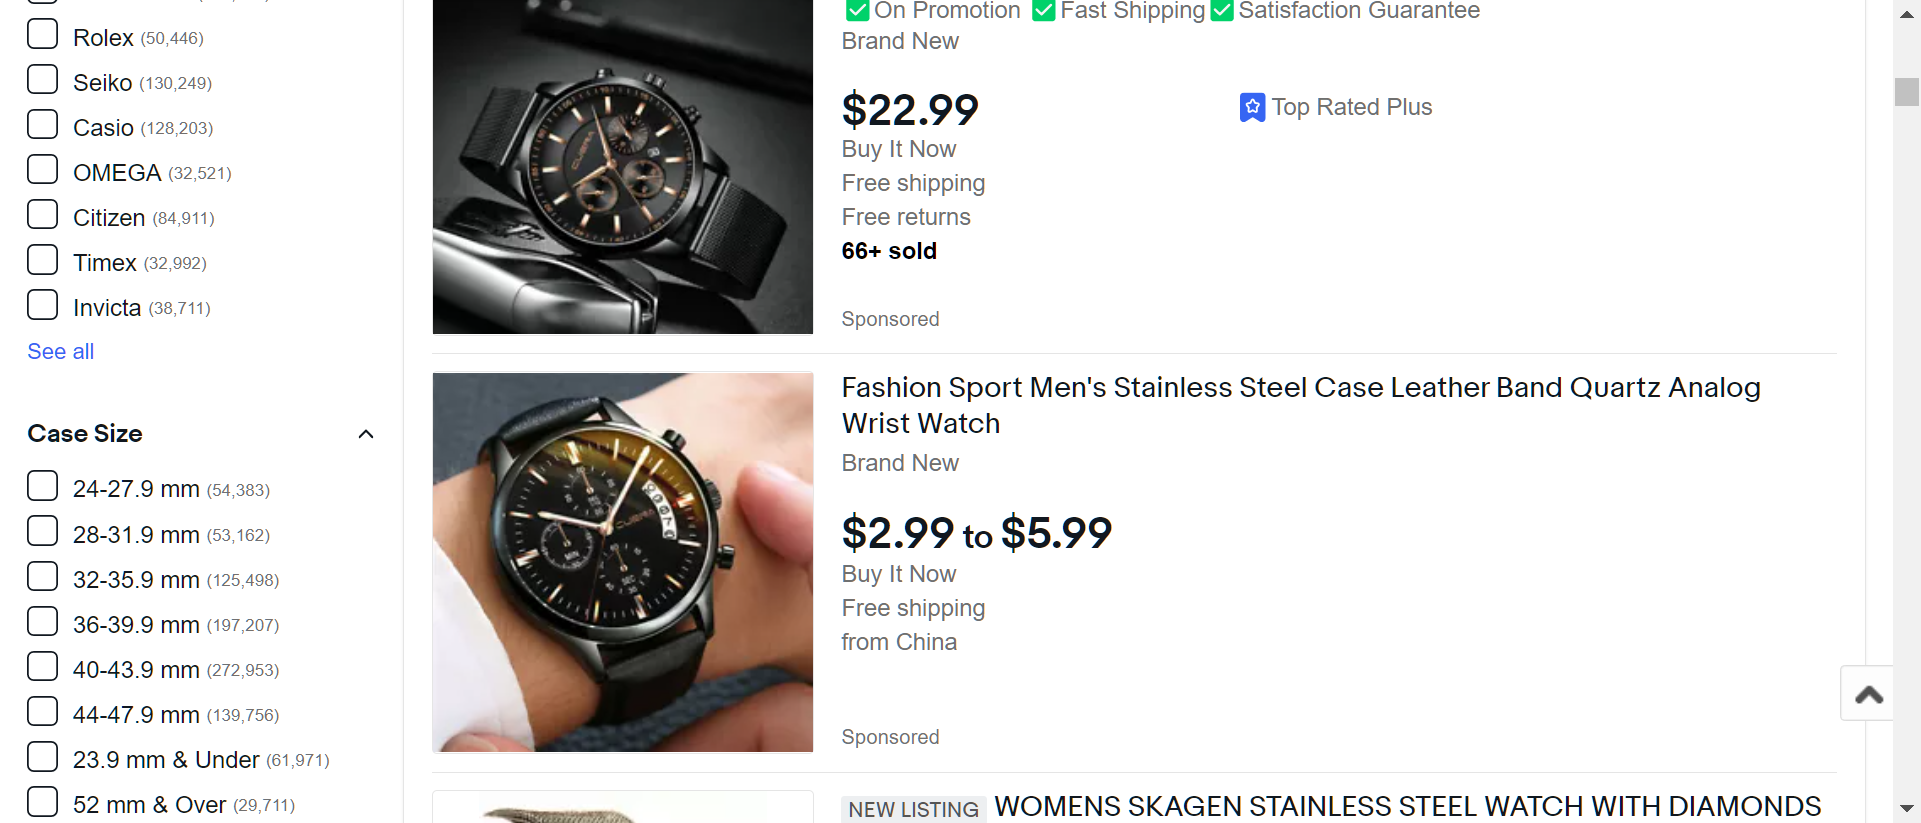 Rolex (50,446)
Seiko (130,249)
Casio (128,203)
OMEGA (32,521)
Citizen (84,911)
Timex (32,992)
Invicta (38,711)
See all
Case Size
24-27.9 mm (54,383)
28-31.9 mm (53,162)
32-35.9 mm (125,498)
36-39.9 mm (197,207)
40-43.9 mm (272,953)
44-47.9 mm (139,756)
23.9 mm & Under (61,971)
52 mm & Over (29,711)
On Promotion Fast Shipping Satisfaction Guarantee
Brand New
$22.99
Top Rated Plus
Buy It Now
Free shipping
Free returns
66+ sold
Sponsored
Fashion Sport Men's Stainless Steel Case Leather Band Quartz Analog
Wrist Watch
Brand New
$2.99 to $5.99
Buy It Now
Free shipping
from China
Sponsored
NEW LISTING WOMENS SKAGEN STAINLESS STEEL WATCH WITH DIAMONDS